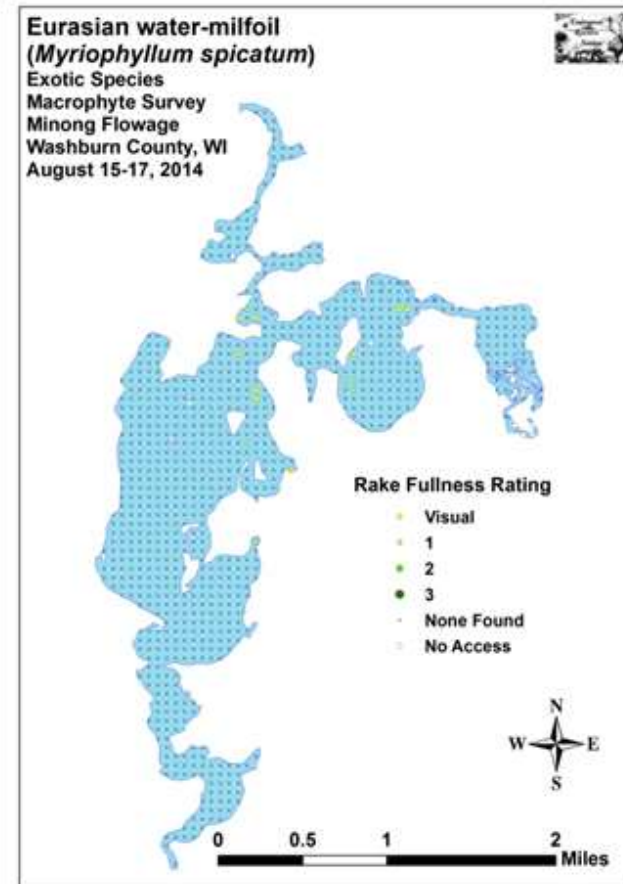 Eurasian water-milfoil
(Myriophyllum spicatum)
Exotic Species
Macrophyte Survey
Minong Flowage
Washburn County, WI
August 15-17, 2014
Rake Fullness Rating
Visual
1
2
3
None Found
No Access
N
W E
S
0 0.5 1 2
Miles